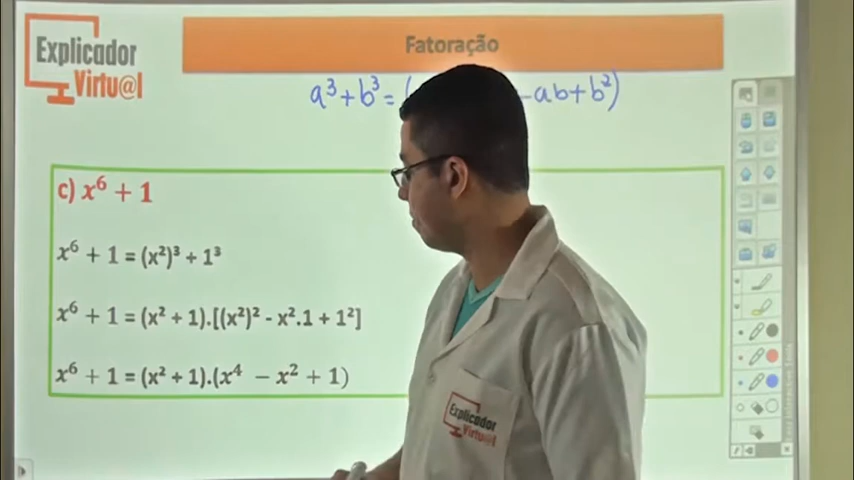 Explicador
Virtu@l
Fatoração
a³+b³=( -ab+b²)
c) x⁶ + 1
x⁶ + 1 = (x²)³ + 1³
x⁶ + 1 = (x² + 1).[(x²)² - x².1 + 1²]
x⁶ + 1 = (x² + 1).(x⁴ − x² + 1)
Explicador
Virtu@l